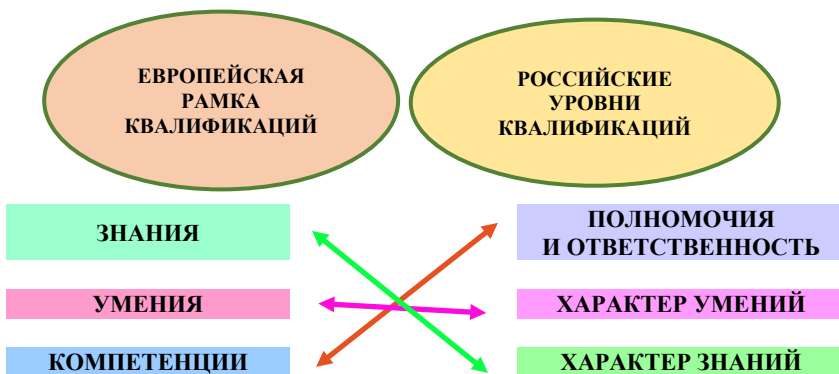 ЕВРОПЕЙСКАЯ
РАМКА
КВАЛИФИКАЦИЙ
РОССИЙСКИЕ
УРОВНИ
КВАЛИФИКАЦИЙ
ЗНАНИЯ
ПОЛНОМОЧИЯ
И ОТВЕТСТВЕННОСТЬ
УМЕНИЯ
ХАРАКТЕР УМЕНИЙ
КОМПЕТЕНЦИИ
ХАРАКТЕР ЗНАНИЙ